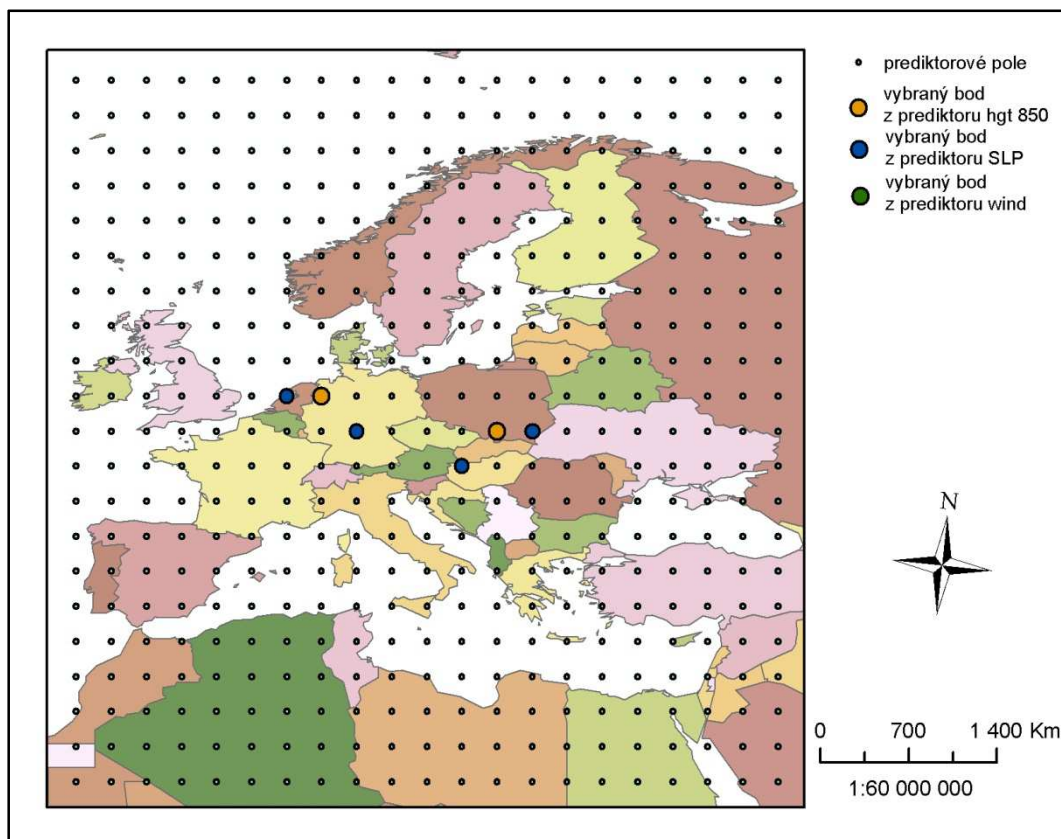 prediktorové pole
vybraný bod
z prediktoru hgt 850
vybraný bod
z prediktoru SLP
vybraný bod
z prediktoru wind
N
0 700 1 400 Km
1:60 000 000